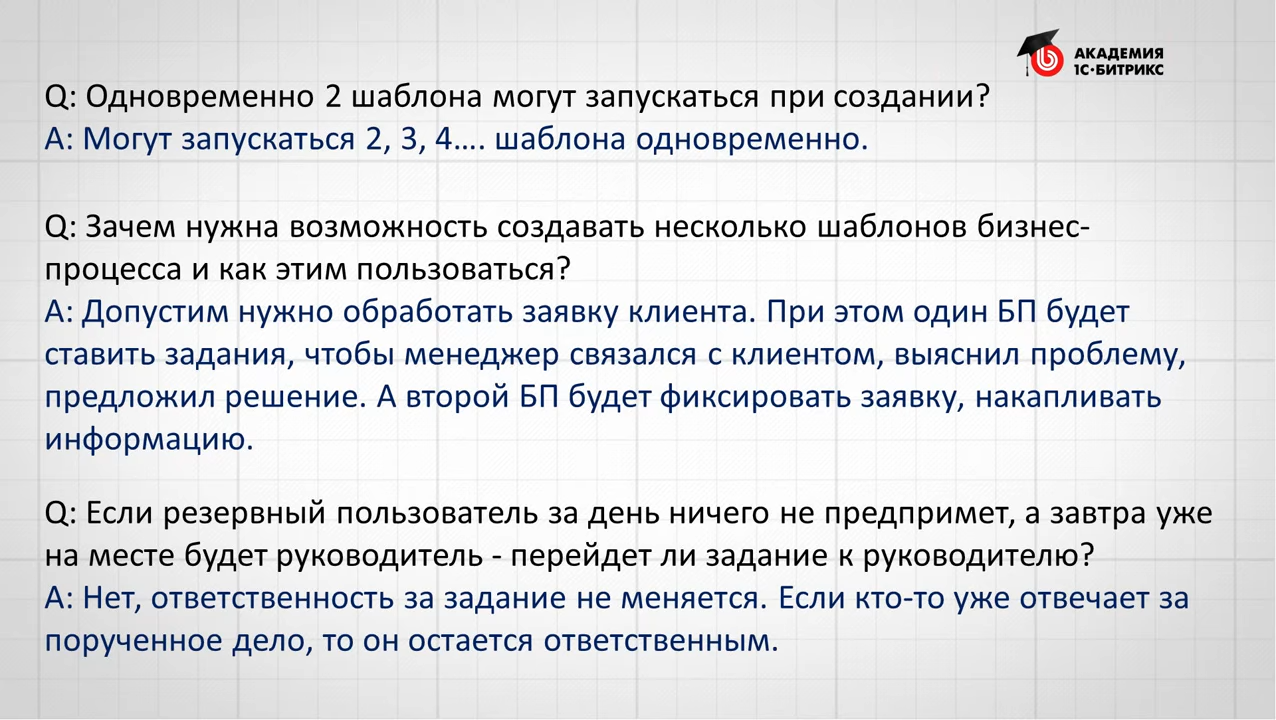 АКАДЕМИЯ
1С·БИТРИКС
Q: Одновременно 2 шаблона могут запускаться при создании?
A: Могут запускаться 2, 3, 4…. шаблона одновременно.
Q: Зачем нужна возможность создавать несколько шаблонов бизнес-
процесса и как этим пользоваться?
A: Допустим нужно обработать заявку клиента. При этом один БП будет
ставить задания, чтобы менеджер связался с клиентом, выяснил проблему,
предложил решение. А второй БП будет фиксировать заявку, накапливать
информацию.
Q: Если резервный пользователь за день ничего не предпримет, а завтра уже
на месте будет руководитель - перейдет ли задание к руководителю?
A: Нет, ответственность за задание не меняется. Если кто-то уже отвечает за
порученное дело, то он остается ответственным.